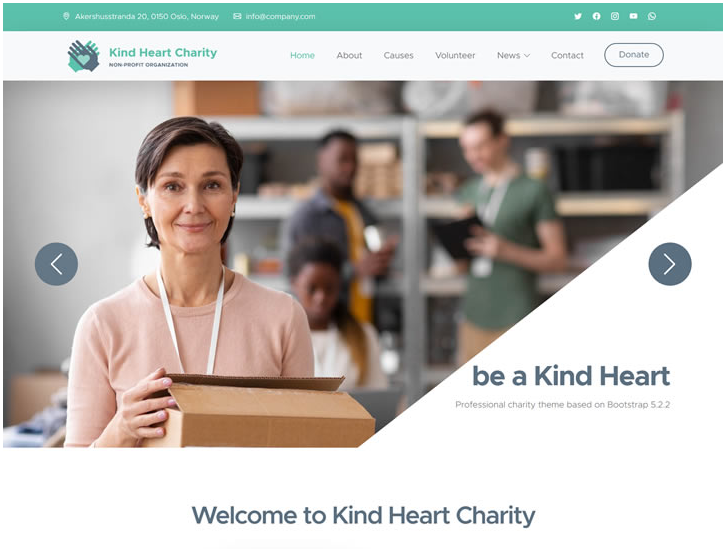 Akershusstranda 20, 0150 Oslo, Norway
info@company.com
Kind Heart Charity
NON-PROFIT ORGANIZATION
Home
About
Causes
Volunteer
News
Contact
Donate
be a Kind Heart
Professional charity theme based on Bootstrap 5.2.2
Welcome to Kind Heart Charity